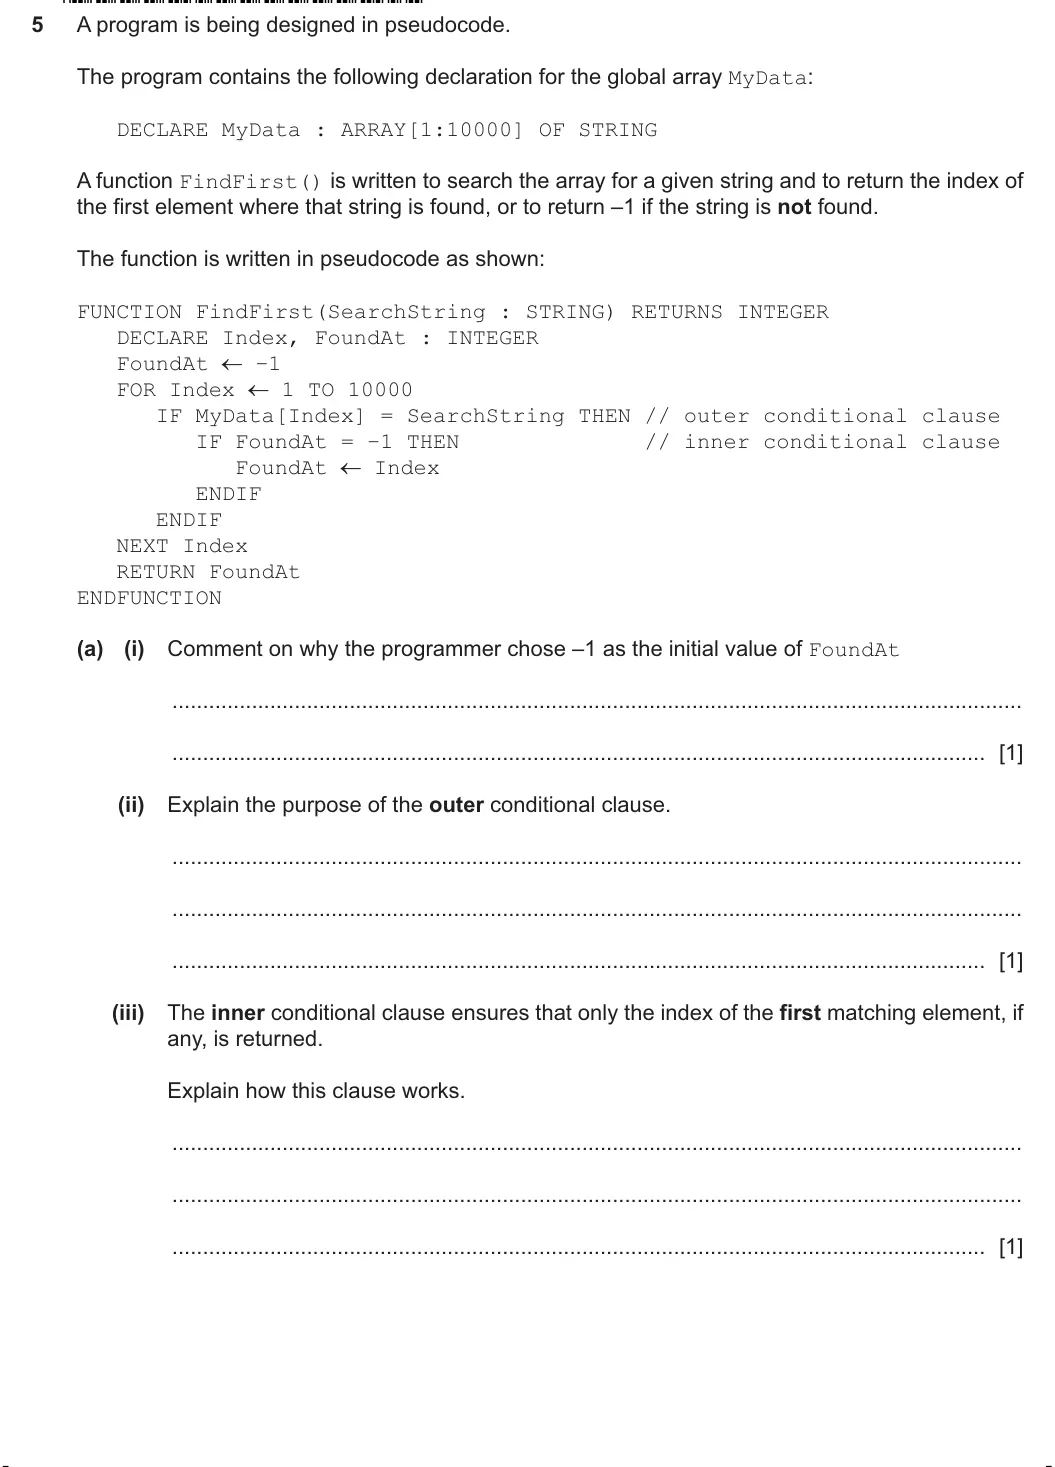 5 A program is being designed in pseudocode.
The program contains the following declaration for the global array MyData:
DECLARE MyData : ARRAY[1:10000] OF STRING
A function FindFirst() is written to search the array for a given string and to return the index of
the first element where that string is found, or to return –1 if the string is not found.
The function is written in pseudocode as shown:
FUNCTION FindFirst(SearchString : STRING) RETURNS INTEGER
DECLARE Index, FoundAt : INTEGER
FoundAt ← -1
FOR Index ← 1 TO 10000
IF MyData[Index] = SearchString THEN // outer conditional clause
IF FoundAt = -1 THEN // inner conditional clause
FoundAt ← Index
ENDIF
ENDIF
NEXT Index
RETURN FoundAt
ENDFUNCTION
(a) (i) Comment on why the programmer chose –1 as the initial value of FoundAt
[1]
(ii) Explain the purpose of the outer conditional clause.
[1]
(iii) The inner conditional clause ensures that only the index of the first matching element, if
any, is returned.
Explain how this clause works.
[1]